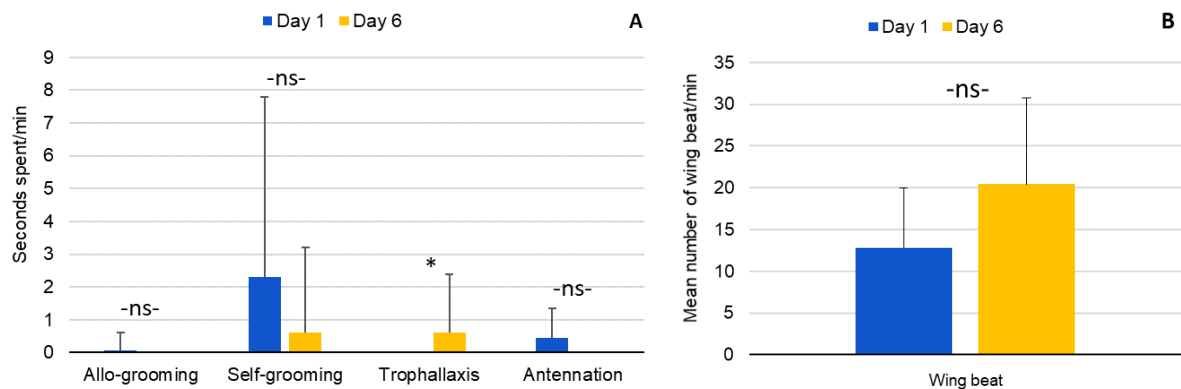 Day 1 Day 6 A
Seconds spent/min
9
8
7
6
5
4
3
2
1
0
-ns-
-ns-
*
-ns-
Allo-grooming Self-grooming Trophallaxis Antennation
Day 1 Day 6 B
Mean number of wing beat/min
35
30
25
20
15
10
5
0
-ns-
Wing beat